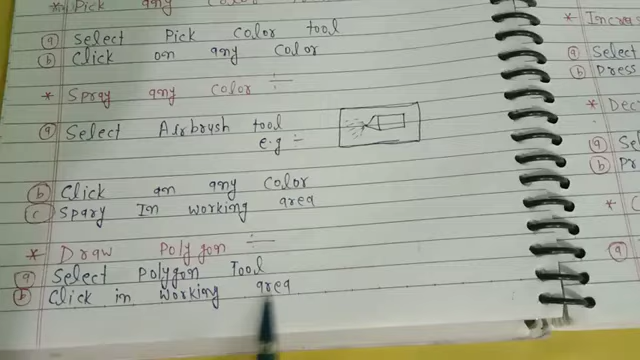 * Pick any color tool
(a) Select Pick color tool
(b) Click on any color
* Spray any color :-
(a) Select Airbrush tool
e.g :-
(b) Click on any color
(c) Spary In working area
* Draw Polygon :-
(a) Select polygon Tool
(b) Click in working area
* Increas
(a) Select
(b) Press
* Dec
(a) Se
(b) Pr
* C
(a)